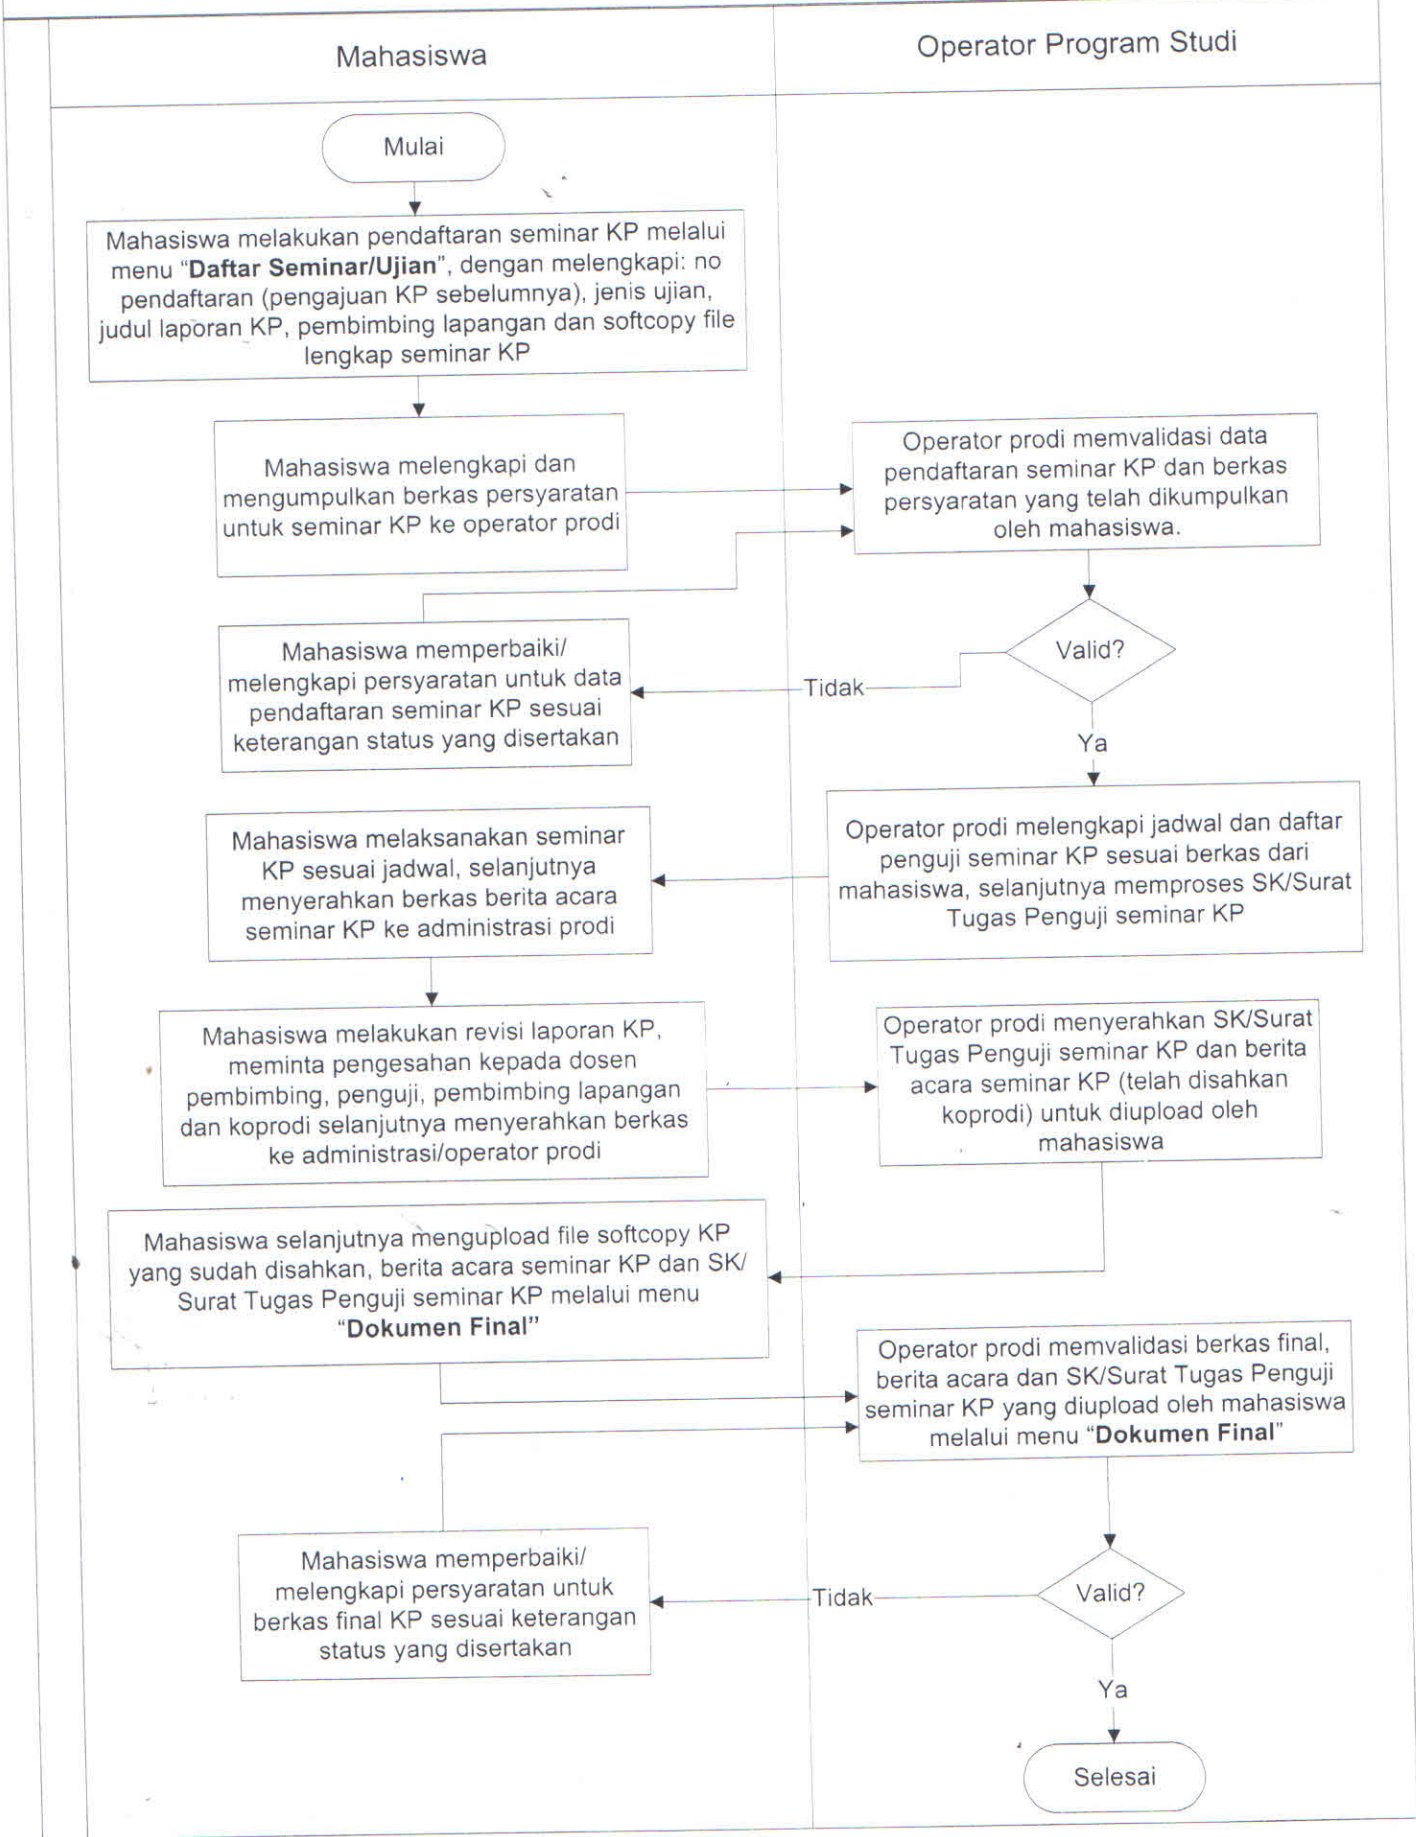 Mahasiswa
Operator Program Studi
Mulai
Mahasiswa melakukan pendaftaran seminar KP melalui
menu “Daftar Seminar/Ujian”, dengan melengkapi: no
pendaftaran (pengajuan KP sebelumnya), jenis ujian,
judul laporan KP, pembimbing lapangan dan softcopy file
lengkap seminar KP
Mahasiswa melengkapi dan
mengumpulkan berkas persyaratan
untuk seminar KP ke operator prodi
Operator prodi memvalidasi data
pendaftaran seminar KP dan berkas
persyaratan yang telah dikumpulkan
oleh mahasiswa.
Valid?
Tidak
Mahasiswa memperbaiki/
melengkapi persyaratan untuk data
pendaftaran seminar KP sesuai
keterangan status yang disertakan
Ya
Operator prodi melengkapi jadwal dan daftar
penguji seminar KP sesuai berkas dari
mahasiswa, selanjutnya memproses SK/Surat
Tugas Penguji seminar KP
Mahasiswa melaksanakan seminar
KP sesuai jadwal, selanjutnya
menyerahkan berkas berita acara
seminar KP ke administrasi prodi
Mahasiswa melakukan revisi laporan KP,
meminta pengesahan kepada dosen
pembimbing, penguji, pembimbing lapangan
dan koprodi selanjutnya menyerahkan berkas
ke administrasi/operator prodi
Operator prodi menyerahkan SK/Surat
Tugas Penguji seminar KP dan berita
acara seminar KP (telah disahkan
koprodi) untuk diupload oleh
mahasiswa
Mahasiswa selanjutnya mengupload file softcopy KP
yang sudah disahkan, berita acara seminar KP dan SK/
Surat Tugas Penguji seminar KP melalui menu
“Dokumen Final”
Operator prodi memvalidasi berkas final,
berita acara dan SK/Surat Tugas Penguji
seminar KP yang diupload oleh mahasiswa
melalui menu “Dokumen Final”
Valid?
Tidak
Mahasiswa memperbaiki/
melengkapi persyaratan untuk
berkas final KP sesuai keterangan
status yang disertakan
Ya
Selesai